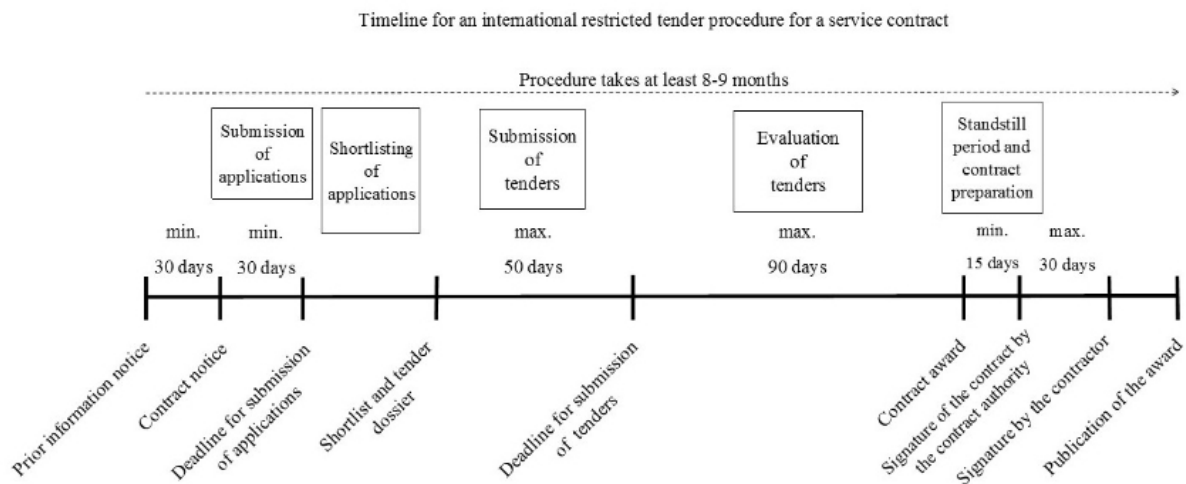 Timeline for an international restricted tender procedure for a service contract
Procedure takes at least 8-9 months
Submission
of
applications
Shortlisting
of
applications
Submission
of
tenders
Evaluation
of
tenders
Standstill
period and
contract
preparation
min.
30 days
min.
30 days
max.
50 days
max.
90 days
min.
15 days
max.
30 days
Prior information notice
Contract notice
Deadline for submission
of applications
Shortlist and tender
dossier
Deadline for submission
of tenders
Contract award
Signature of the contract by
the contract authority
Signature by the contractor
Publication of the award